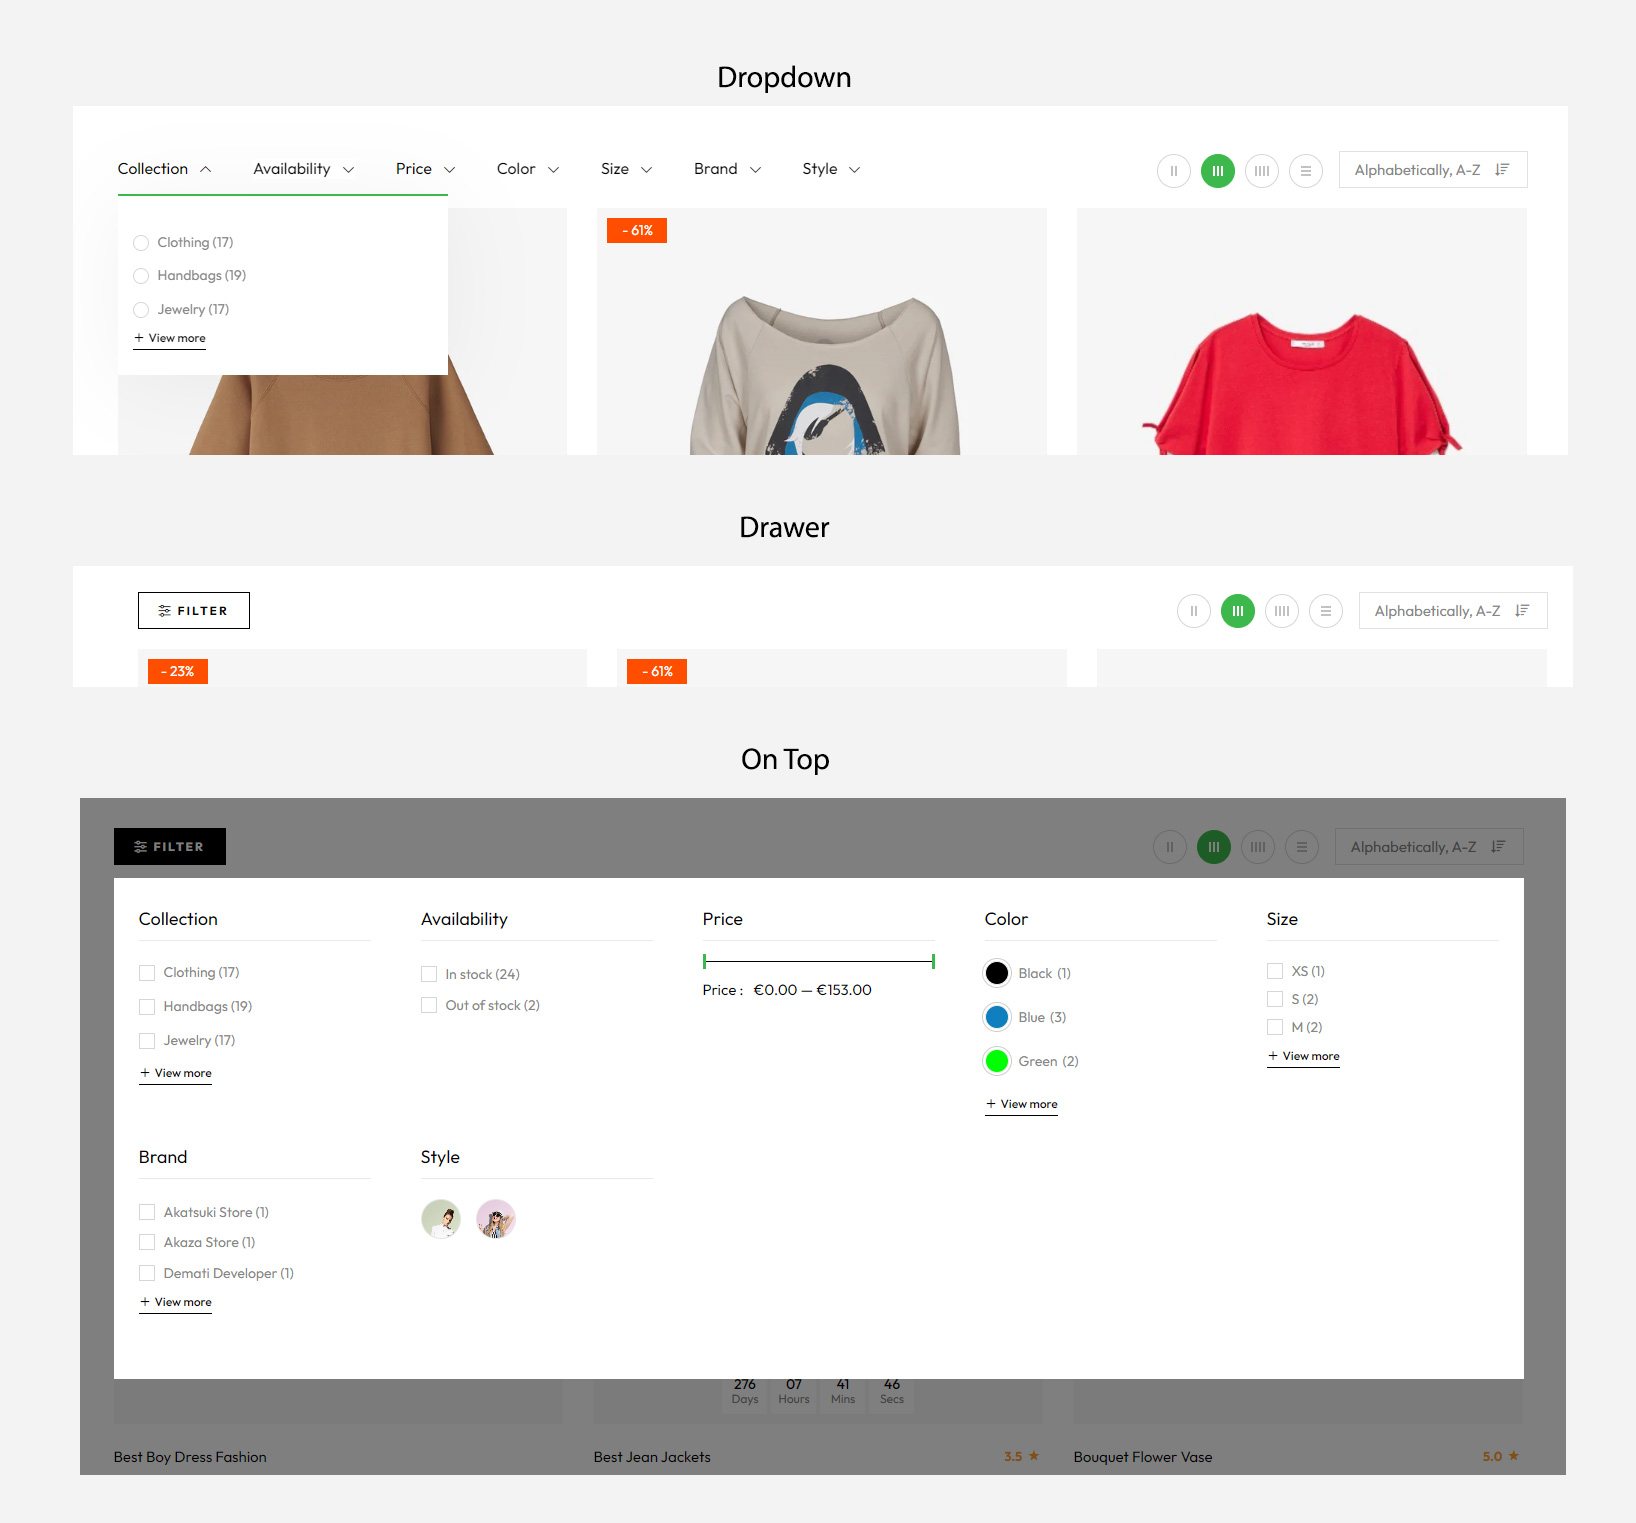 Dropdown
Collection Availability Price Color Size Brand Style Alphabetically, A-Z
Clothing (17)
Handbags (19)
Jewelry (17)
+ View more
- 61%
Drawer
FILTER Alphabetically, A-Z
- 23% - 61%
On Top
FILTER Alphabetically, A-Z
Collection Availability Price Color Size
Clothing (17)
Handbags (19)
Jewelry (17)
+ View more
In stock (24)
Out of stock (2)
Price : €0.00 — €153.00
Black (1)
Blue (3)
Green (2)
+ View more
XS (1)
S (2)
M (2)
+ View more
Brand Style
Akatsuki Store (1)
Akaza Store (1)
Demati Developer (1)
+ View more
276 07 41 46
Days Hours Mins Secs
Best Boy Dress Fashion Best Jean Jackets 3.5 ★ Bouquet Flower Vase 5.0 ★